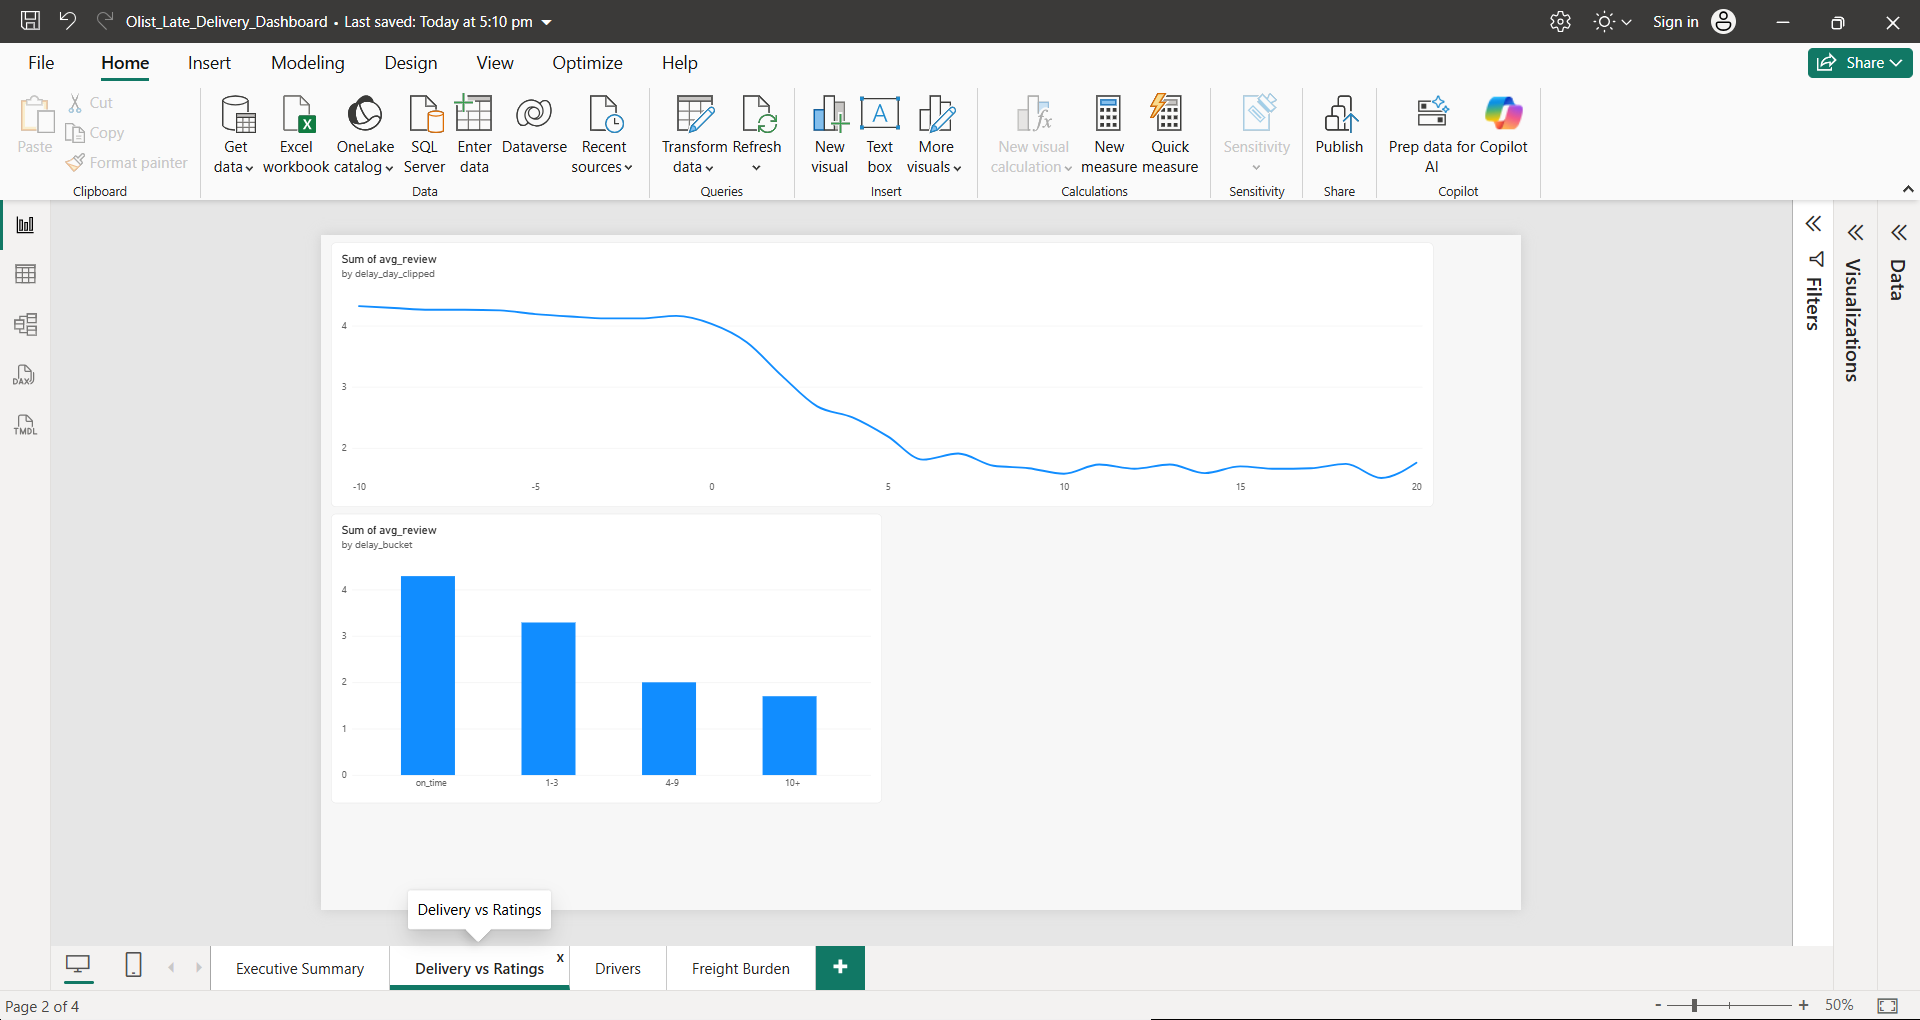 Olist_Late_Delivery_Dashboard • Last saved: Today at 5:10 pm
Sign in
File Home Insert Modeling Design View Optimize Help
Share
Paste
Cut
Copy
Format painter
Clipboard
Get data
Excel workbook
OneLake catalog
SQL Server
Enter data
Dataverse
Recent sources
Data
Transform data
Refresh
Queries
New visual
Text box
More visuals
Insert
New visual calculation
New measure
Quick measure
Calculations
Sensitivity
Sensitivity
Publish
Share
Prep data for AI
Copilot
Copilot
DAX
TMDL
Filters
Visualizations
Data
Sum of avg_review
by delay_day_clipped
4
3
2
-10 -5 0 5 10 15 20
Sum of avg_review
by delay_bucket
4
3
2
1
0
on_time 1-3 4-9 10+
Delivery vs Ratings
Executive Summary
Delivery vs Ratings
x
Drivers
Freight Burden
+
Page 2 of 4
- + 50%